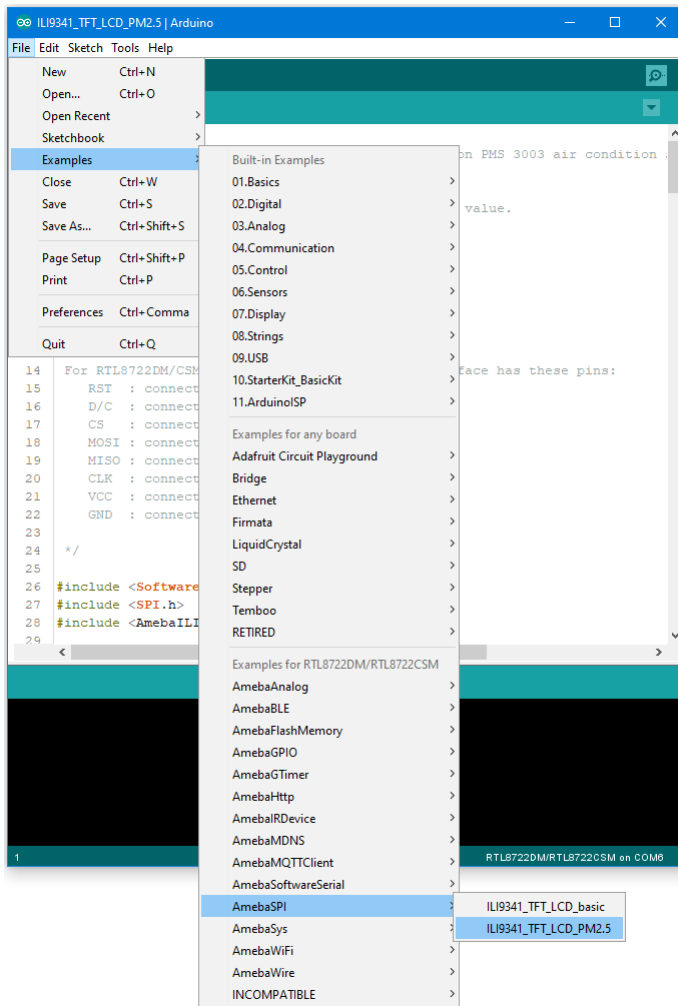 ILI9341_TFT_LCD_PM2.5 | Arduino
File Edit Sketch Tools Help
New Ctrl+N
Open... Ctrl+O
Open Recent
Sketchbook
Examples
Close Ctrl+W
Save Ctrl+S
Save As... Ctrl+Shift+S
Page Setup Ctrl+Shift+P
Print Ctrl+P
Preferences Ctrl+Comma
Quit Ctrl+Q
on PMS 3003 air condition
value.
14 For RTL8722DM/CSM face has these pins:
15 RST : connect
16 D/C : connect
17 CS : connect
18 MOSI : connect
19 MISO : connect
20 CLK : connect
21 VCC : connect
22 GND : connect
23
24 */
25
26 #include <Software
27 #include <SPI.h>
28 #include <AmebaILI
29
Built-in Examples
01.Basics
02.Digital
03.Analog
04.Communication
05.Control
06.Sensors
07.Display
08.Strings
09.USB
10.StarterKit_BasicKit
11.ArduinoISP
Examples for any board
Adafruit Circuit Playground
Bridge
Ethernet
Firmata
LiquidCrystal
SD
Stepper
Temboo
RETIRED
Examples for RTL8722DM/RTL8722CSM
AmebaAnalog
AmebaBLE
AmebaFlashMemory
AmebaGPIO
AmebaGTimer
AmebaHttp
AmebaIRDevice
AmebaMDNS
AmebaMQTTClient
AmebaSoftwareSerial
AmebaSPI
AmebaSys
AmebaWiFi
AmebaWire
INCOMPATIBLE
ILI9341_TFT_LCD_basic
ILI9341_TFT_LCD_PM2.5
1 RTL8722DM/RTL8722CSM on COM6